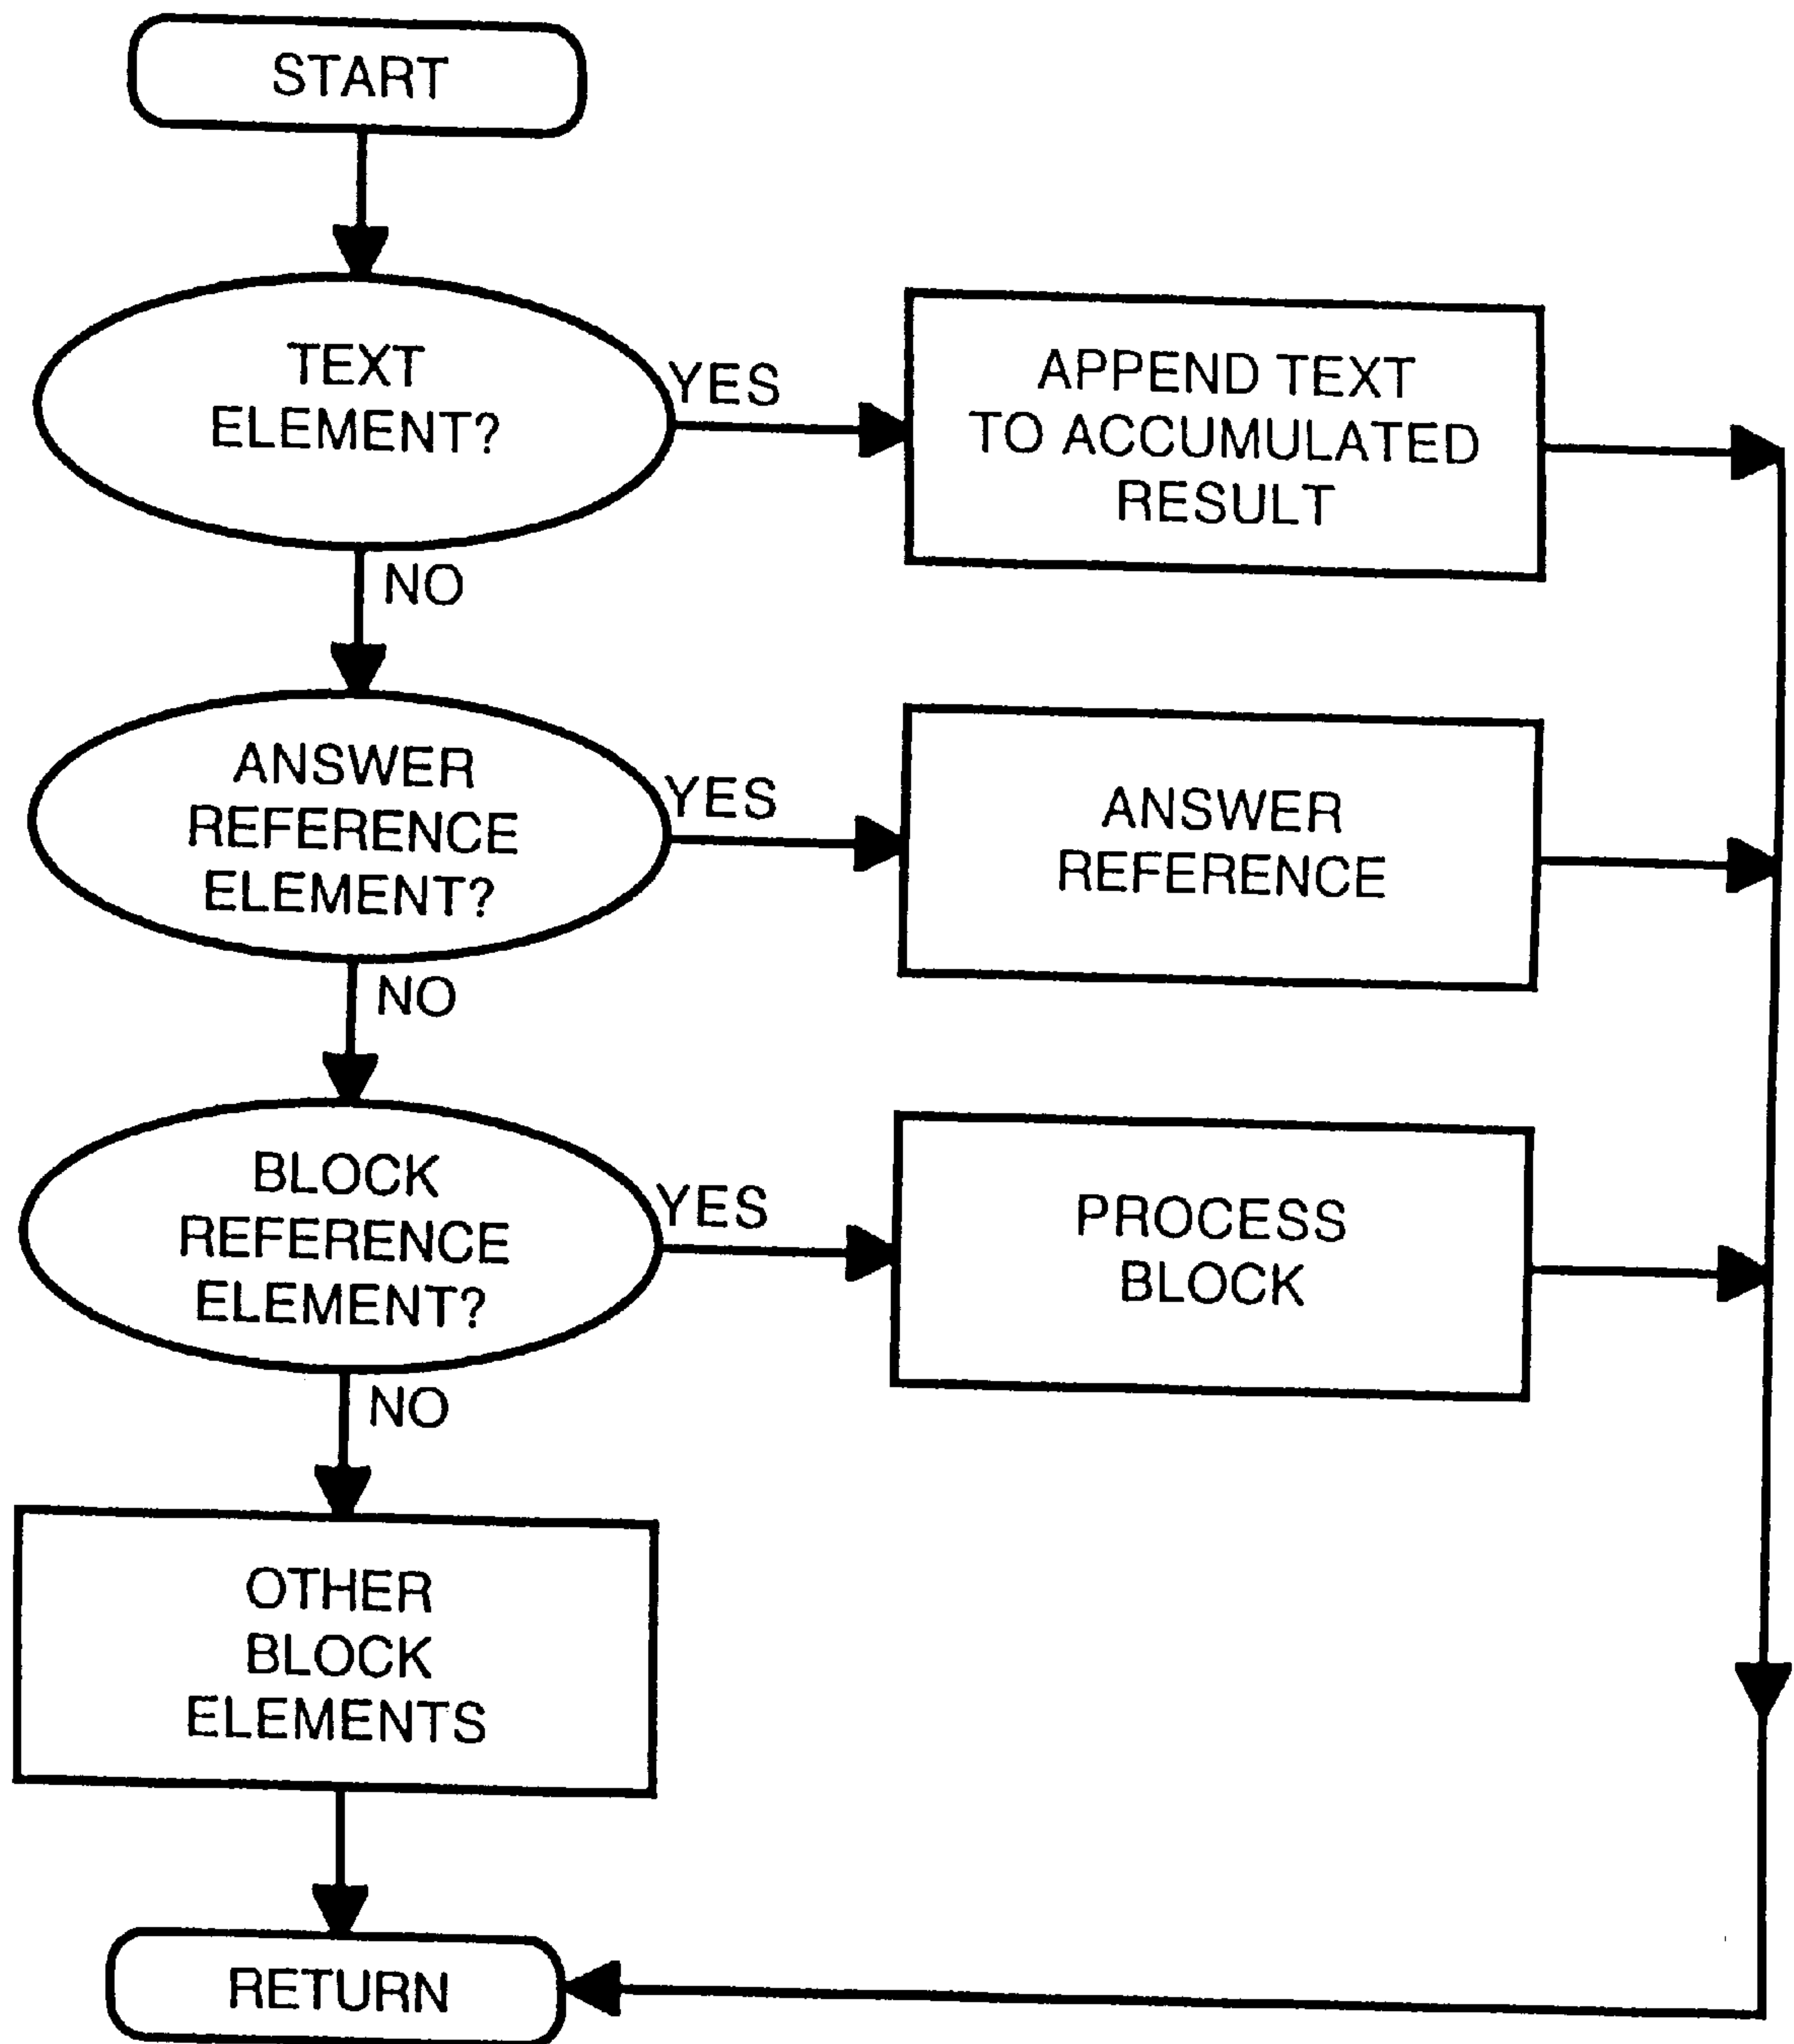 START
TEXT
ELEMENT?
YES
APPEND TEXT
TO ACCUMULATED
RESULT
NO
ANSWER
REFERENCE
ELEMENT?
YES
ANSWER
REFERENCE
NO
BLOCK
REFERENCE
ELEMENT?
YES
PROCESS
BLOCK
NO
OTHER
BLOCK
ELEMENTS
RETURN